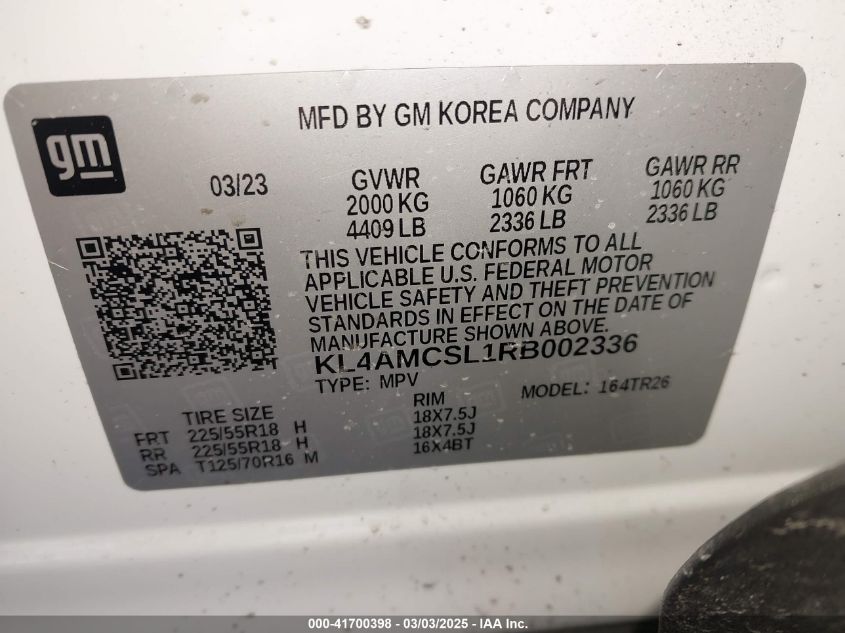 MFD BY GM KOREA COMPANY
gm
03/23
GVWR GAWR FRT GAWR RR
2000 KG 1060 KG 1060 KG
4409 LB 2336 LB 2336 LB
THIS VEHICLE CONFORMS TO ALL
APPLICABLE U.S. FEDERAL MOTOR
VEHICLE SAFETY AND THEFT PREVENTION
STANDARDS IN EFFECT ON THE DATE OF
MANUFACTURE SHOWN ABOVE.
KL4AMCSL1RB002336
TYPE: MPV MODEL: 164TR26
TIRE SIZE RIM
FRT 225/55R18 H 18X7.5J
RR 225/55R18 H 18X7.5J
SPA T125/70R16 M 16X4BT
000-41700398 - 03/03/2025 - IAA Inc.